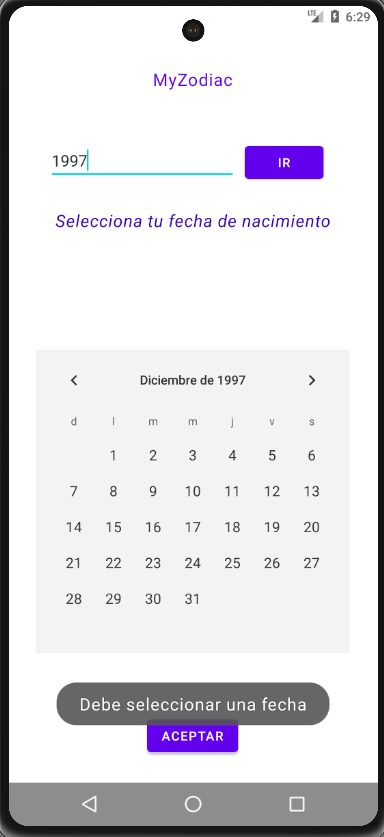 LTE 6:29
MyZodiac
1997 IR
Selecciona tu fecha de nacimiento
Diciembre de 1997
d l m m j v s
1 2 3 4 5 6
7 8 9 10 11 12 13
14 15 16 17 18 19 20
21 22 23 24 25 26 27
28 29 30 31
Debe seleccionar una fecha
ACEPTAR